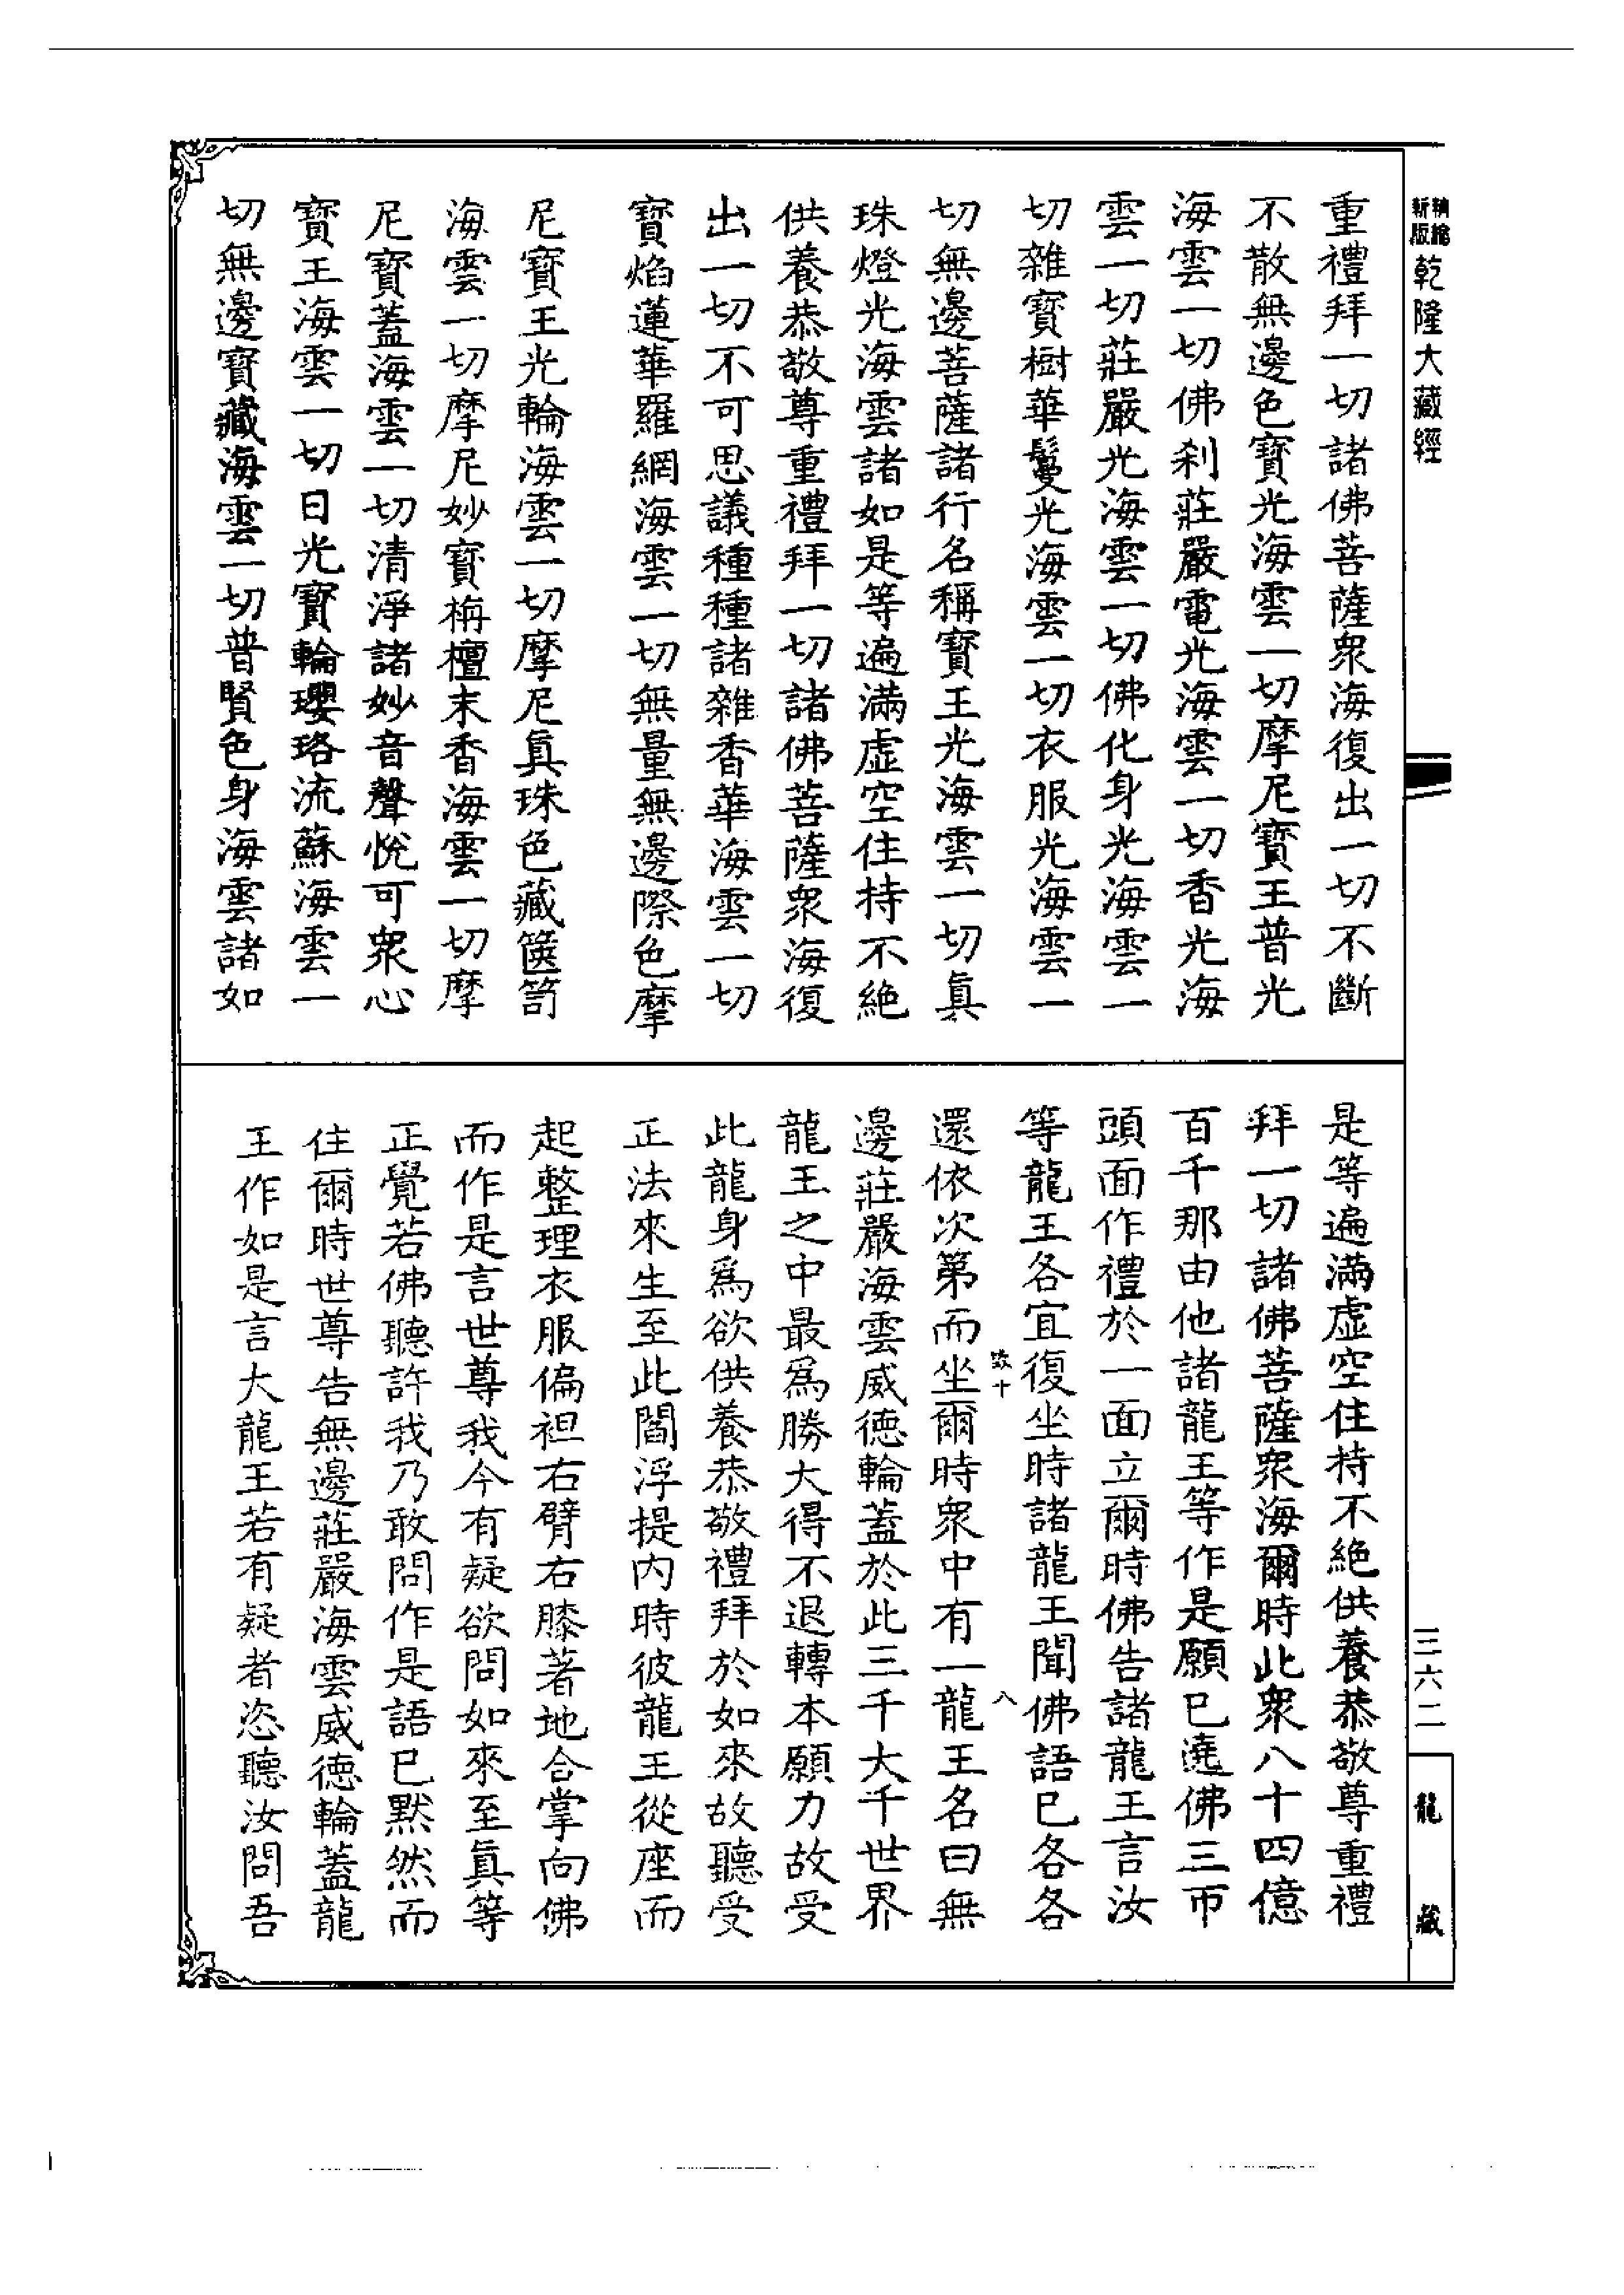 新版精縮乾隆大藏經
三六二
龍藏
重禮拜一切諸佛菩薩衆海復出一切不斷
不散無邊色寶光海雲一切摩尼寶王普光
海雲一切佛刹莊嚴電光海雲一切香光海
雲一切莊嚴光海雲一切佛化身光海雲一
切雜寶樹華鬘光海雲一切衣服光海雲一
切無邊菩薩諸行名稱寶王光海雲一切真
珠燈光海雲諸如是等遍滿虛空住持不絶
供養恭敬尊重禮拜一切諸佛菩薩衆海復
出一切不可思議種種諸雜香華海雲一切
寶焰蓮華羅網海雲一切無量無邊際色摩
尼寶王光輪海雲一切摩尼真珠色藏篋笥
海雲一切摩尼妙寶栴檀末香海雲一切摩
尼寶蓋海雲一切清淨諸妙音聲悅可衆心
寶王海雲一切日光寶輪瓔珞流蘇海雲一
切無邊寶藏海雲一切普賢色身海雲諸如
是等遍滿虛空住持不絶供養恭敬尊重禮
拜一切諸佛菩薩衆海爾時此衆八十四億
百千那由他諸龍王等作是願已遶佛三帀
頭面作禮於一面立爾時佛告諸龍王言汝
等龍王各宜復坐時諸龍王聞佛語已各各
十 八
還依次第而坐爾時衆中有一龍王名曰無
邊莊嚴海雲威德輪蓋於此三千大千世界
龍王之中最爲勝大得不退轉本願力故受
此龍身爲欲供養恭敬禮拜於如來故聽受
正法來生至此閻浮提內時彼龍王從座而
起整理衣服偏袒右臂右膝著地合掌向佛
而作是言世尊我今有疑欲問如來至真等
正覺若佛聽許我乃敢問作是語已默然而
住爾時世尊告無邊莊嚴海雲威德輪蓋龍
王作如是言大龍王若有疑者恣聽汝問吾